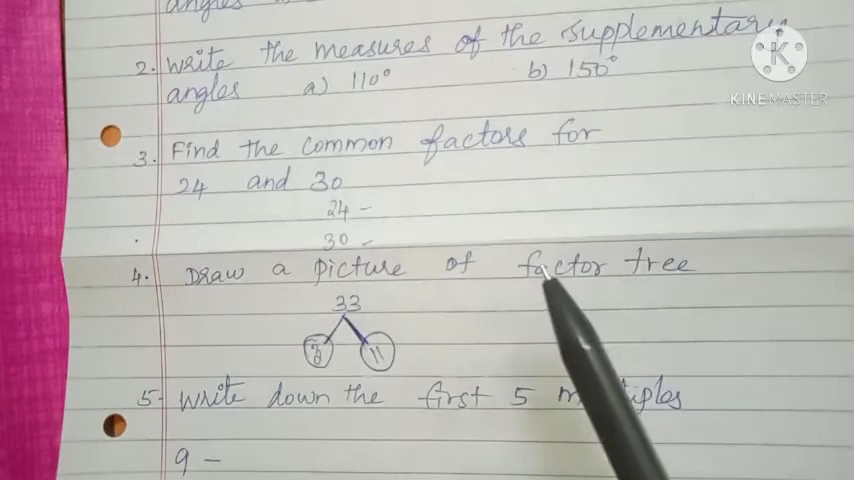 angles
2. Write the measures of the supplementary
angles a) 110° b) 150°
K
KINEMASTER
3. Find the common factors for
24 and 30
24 -
30 -
4. Draw a picture of factor tree
33
3 11
5. Write down the first 5
9 -